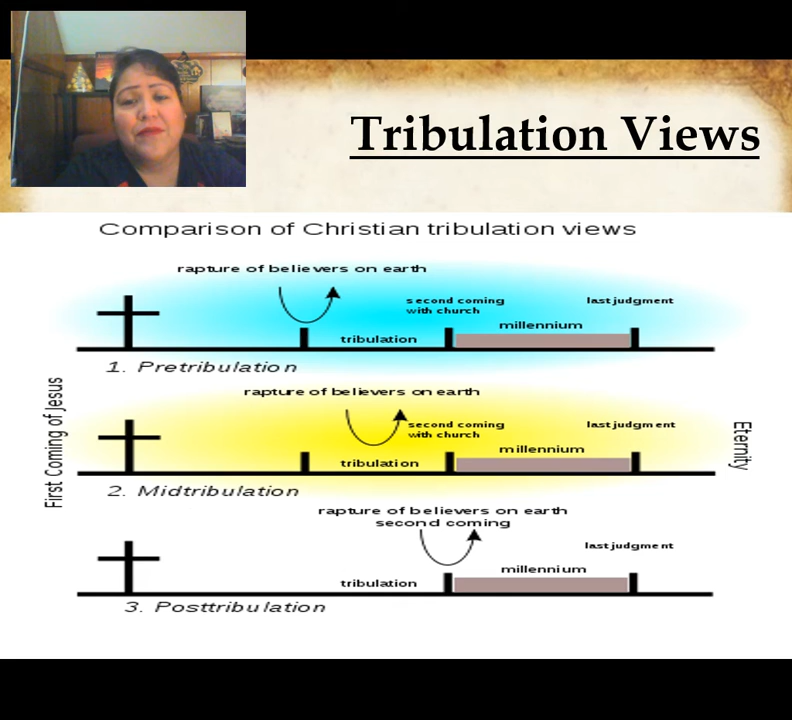 Tribulation Views
Comparison of Christian tribulation views
rapture of believers on earth
second coming
with church
last judgment
millennium
tribulation
1. Pretribulation
rapture of believers on earth
second coming
with church
last judgment
millennium
tribulation
2. Midtribulation
First Coming of Jesus
Eternity
rapture of believers on earth
second coming
last judgment
millennium
tribulation
3. Posttribulation